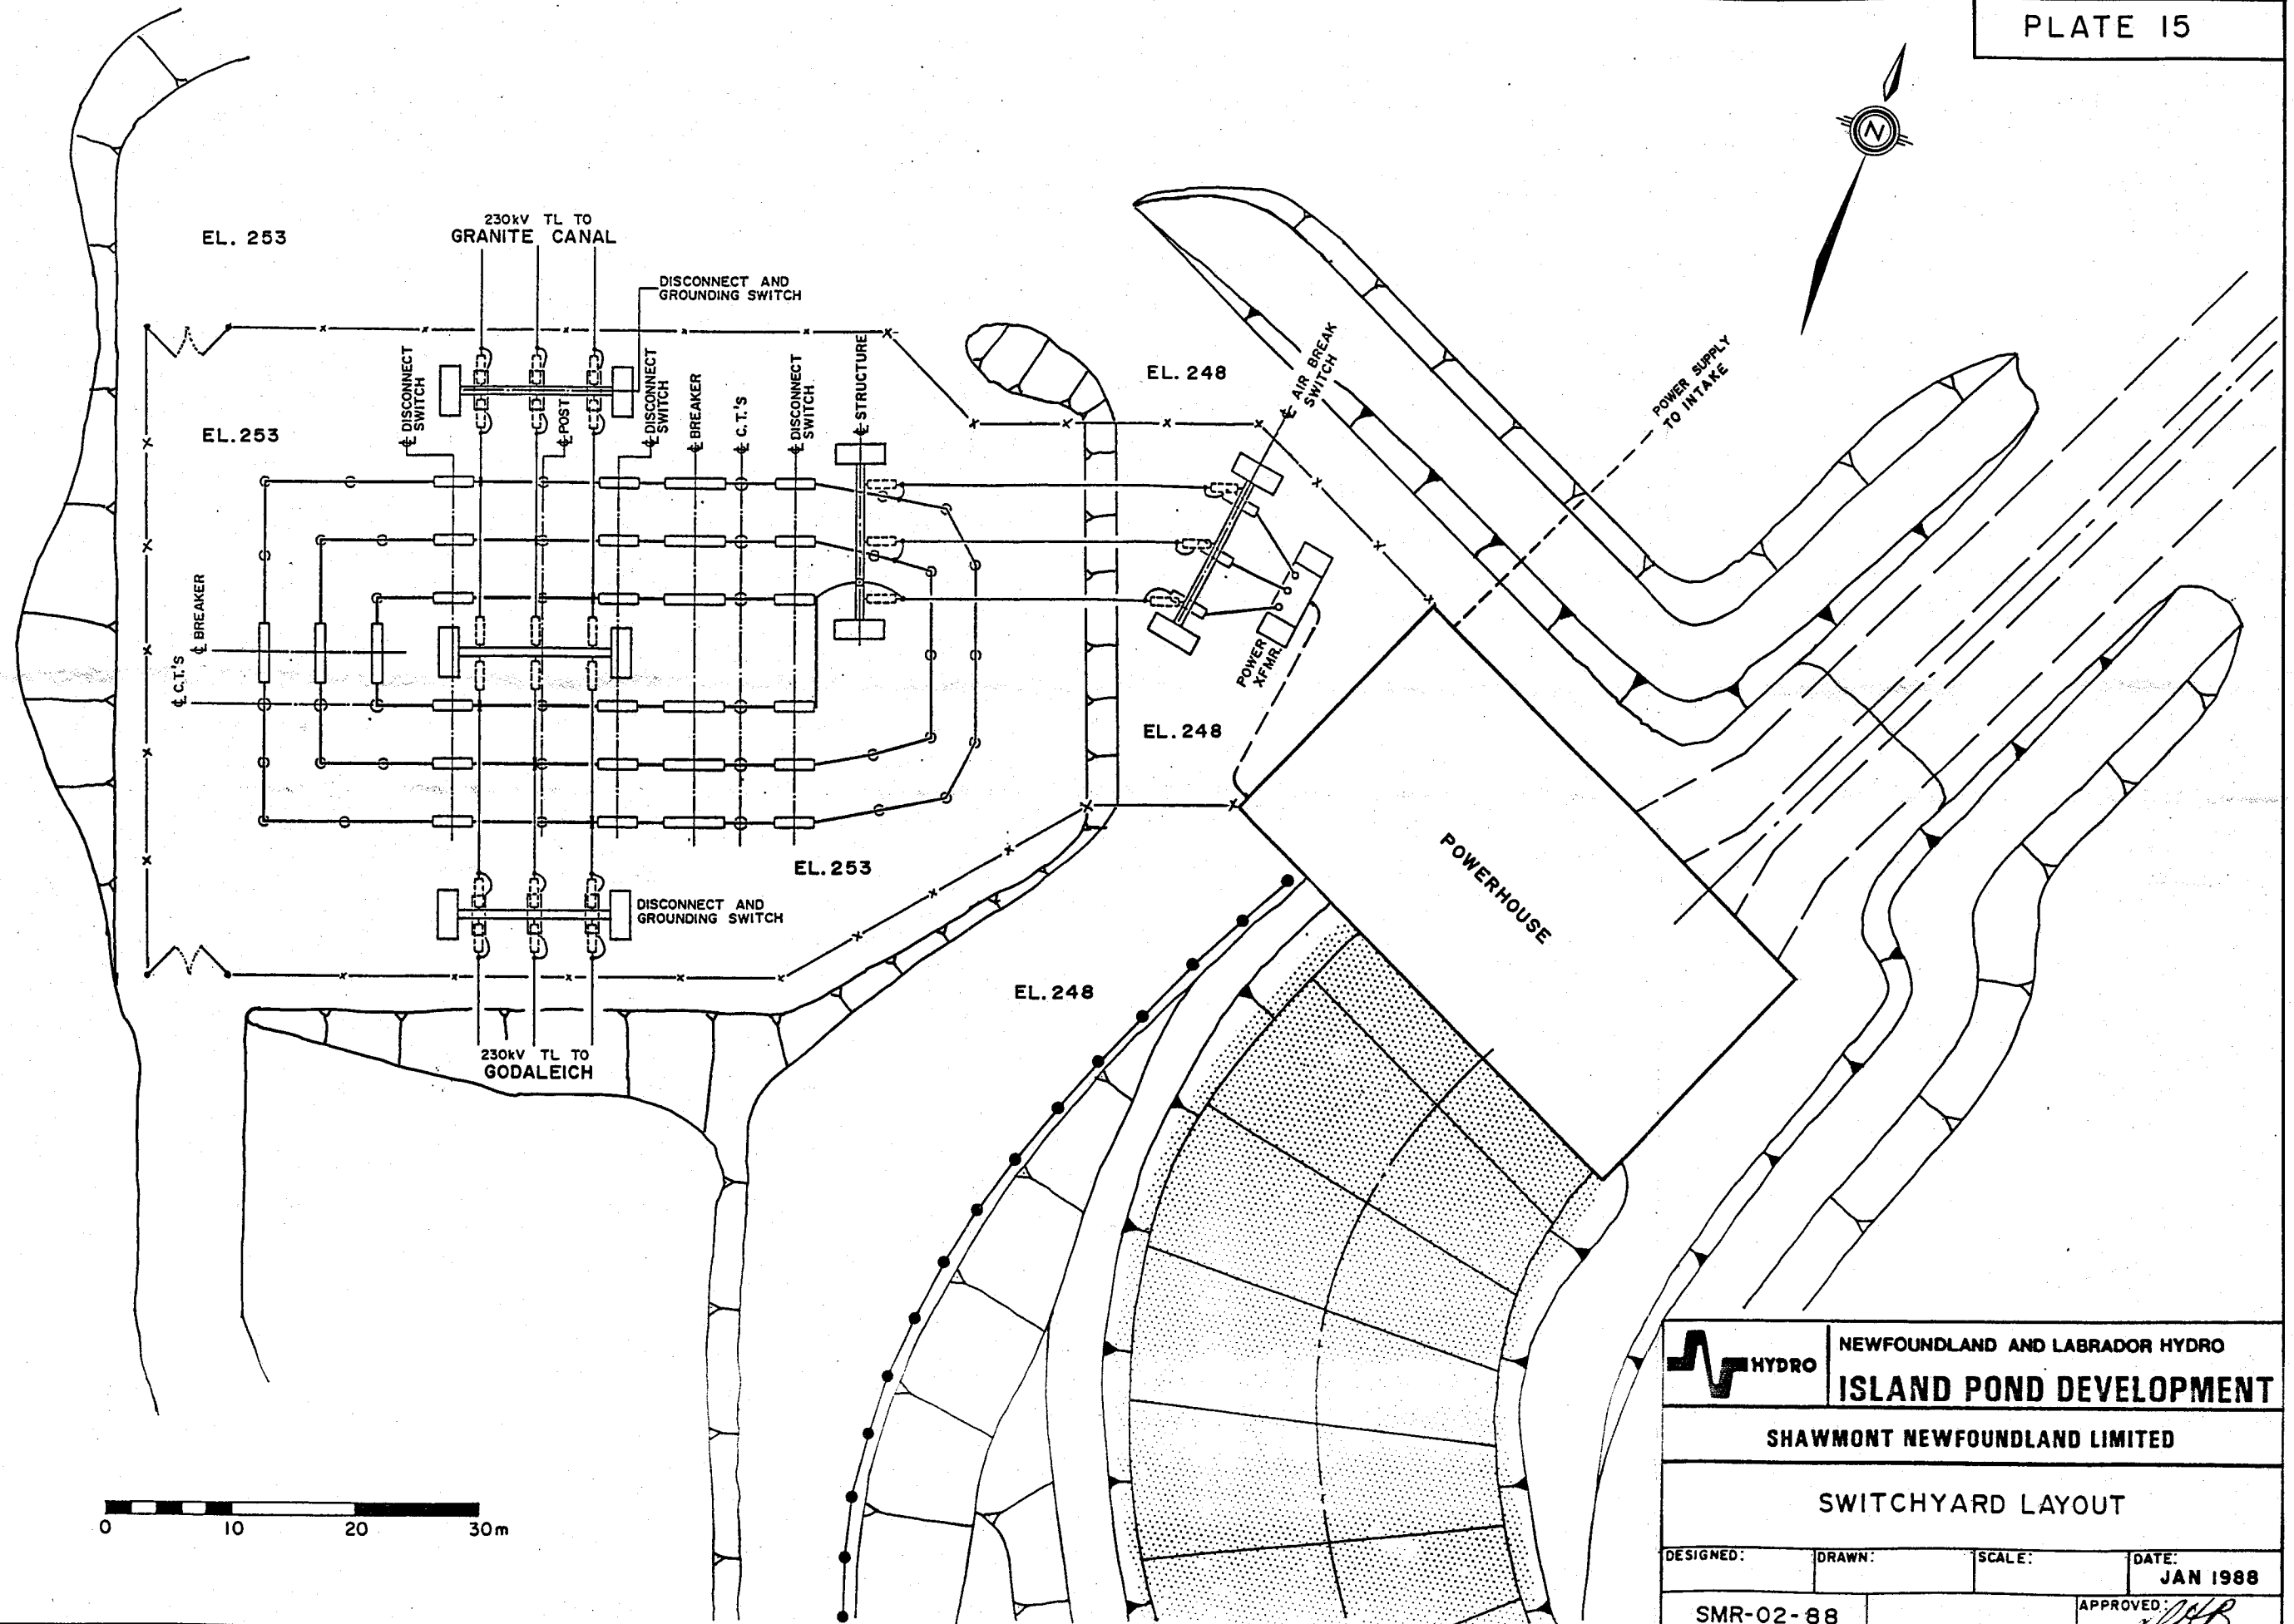 PLATE 15
N
EL. 253
230kV TL TO
GRANITE CANAL
DISCONNECT AND
GROUNDING SWITCH
EL.253
℄ DISCONNECT
SWITCH
℄ POST
℄ DISCONNECT
SWITCH
℄ BREAKER
℄ C.T.'s
℄ DISCONNECT
SWITCH
℄ STRUCTURE
EL. 248
℄ AIR BREAK
SWITCH
POWER SUPPLY
TO INTAKE
℄ BREAKER
℄ C.T.'s
POWER
XFMR.
EL.248
POWERHOUSE
EL.253
DISCONNECT AND
GROUNDING SWITCH
EL.248
230kV TL TO
GODALEICH
0 10 20 30m
HYDRO
NEWFOUNDLAND AND LABRADOR HYDRO
ISLAND POND DEVELOPMENT
SHAWMONT NEWFOUNDLAND LIMITED
SWITCHYARD LAYOUT
DESIGNED: DRAWN: SCALE: DATE:
JAN 1988
SMR-02-88
APPROVED: